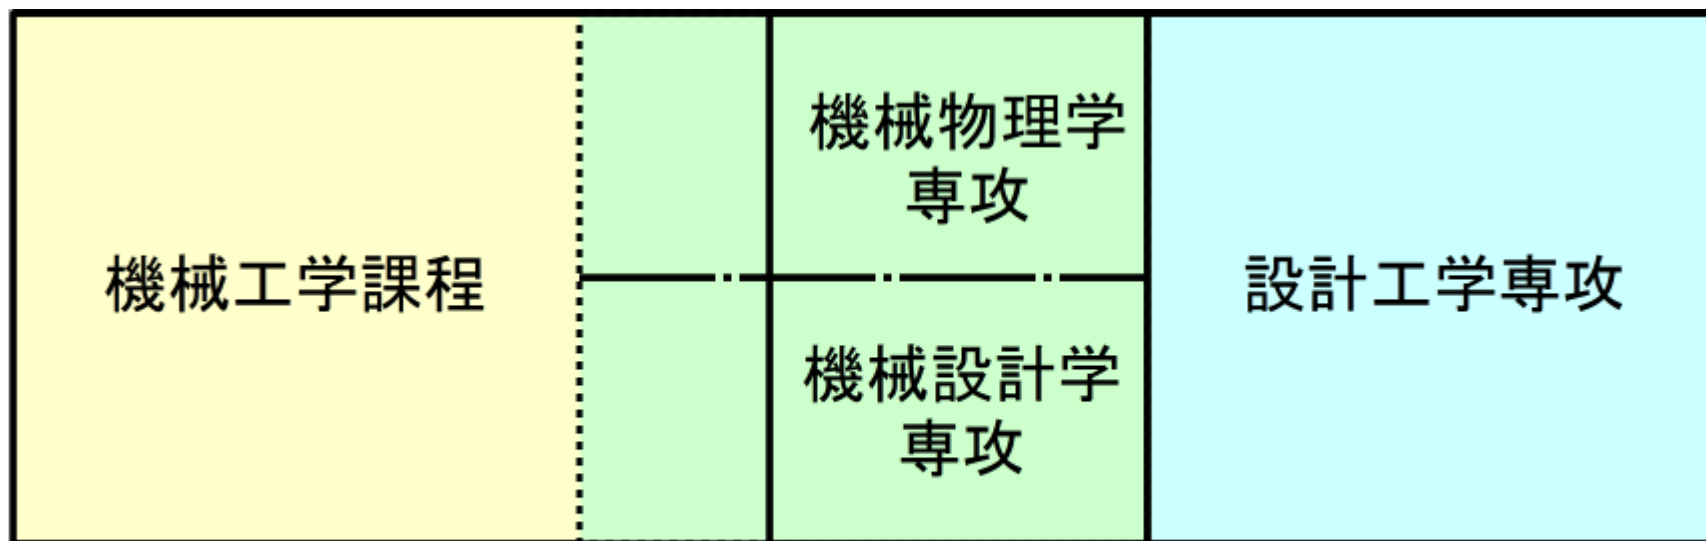 機械工学課程
機械物理学
専攻
機械設計学
専攻
設計工学専攻